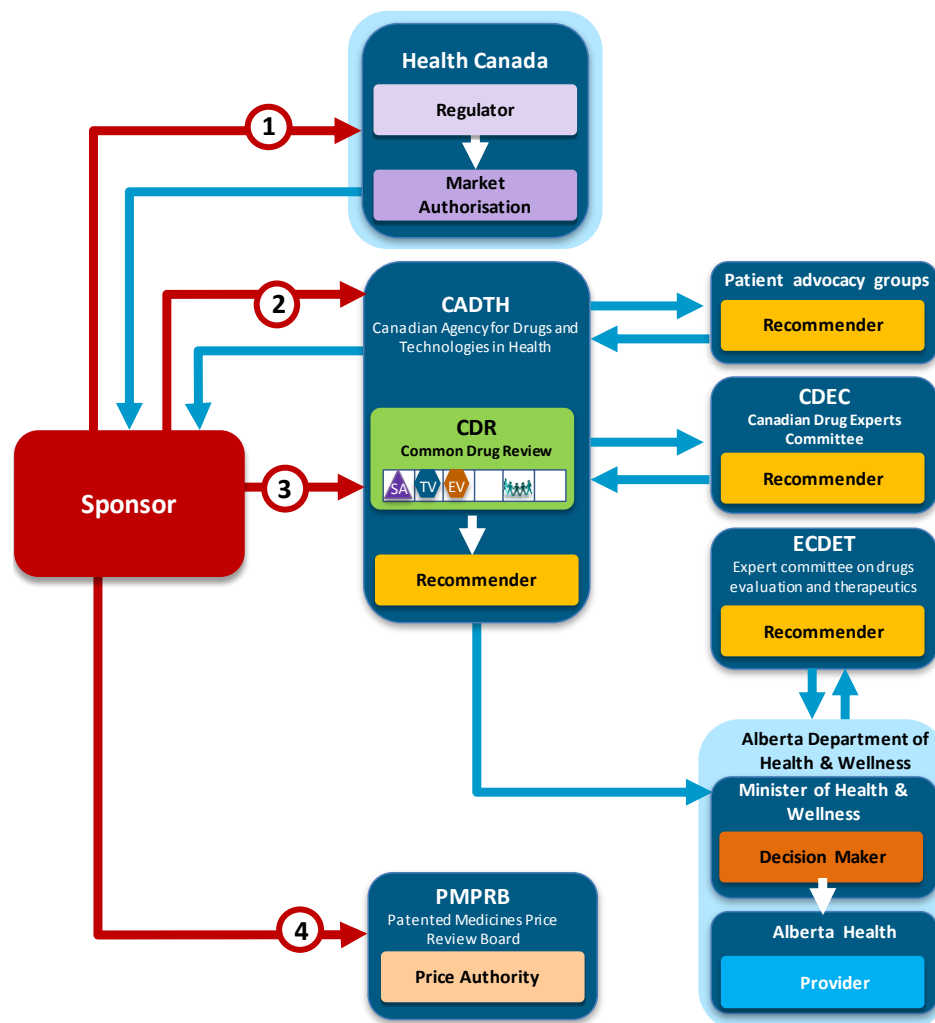 Health Canada
Regulator
1
Market
Authorisation
2
CADTH
Canadian Agency for Drugs and
Technologies in Health
Patient advocacy groups
Recommender
CDEC
Canadian Drug Experts
Committee
Recommender
CDR
Common Drug Review
SA TV EV
3
Sponsor
Recommender
ECDET
Expert committee on drugs
evaluation and therapeutics
Recommender
Alberta Department of
Health & Wellness
Minister of Health &
Wellness
Decision Maker
PMPRB
Patented Medicines Price
Review Board
4
Price Authority
Alberta Health
Provider